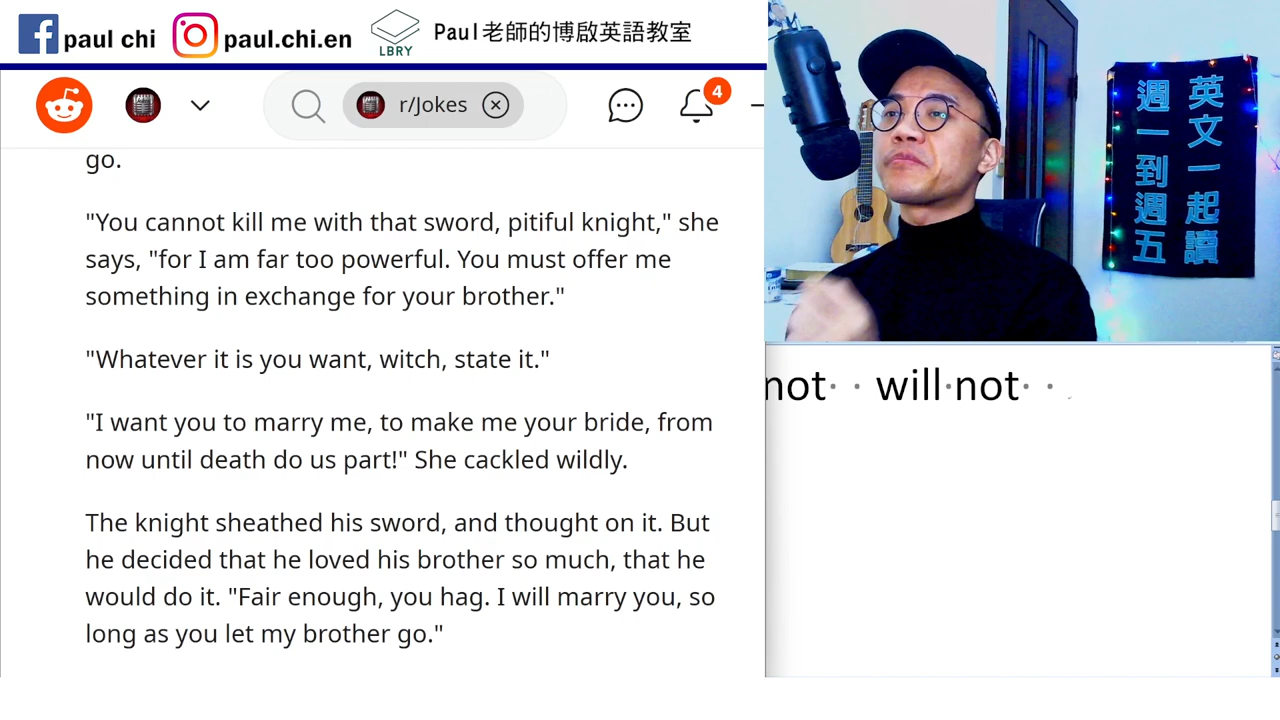 paul chi
paul.chi.en
LBRY
Paul老師的博啟英語教室
r/Jokes
4
go.
"You cannot kill me with that sword, pitiful knight," she
says, "for I am far too powerful. You must offer me
something in exchange for your brother."
"Whatever it is you want, witch, state it."
"I want you to marry me, to make me your bride, from
now until death do us part!" She cackled wildly.
The knight sheathed his sword, and thought on it. But
he decided that he loved his brother so much, that he
would do it. "Fair enough, you hag. I will marry you, so
long as you let my brother go."
英文一起讀
週一到週五
not will not